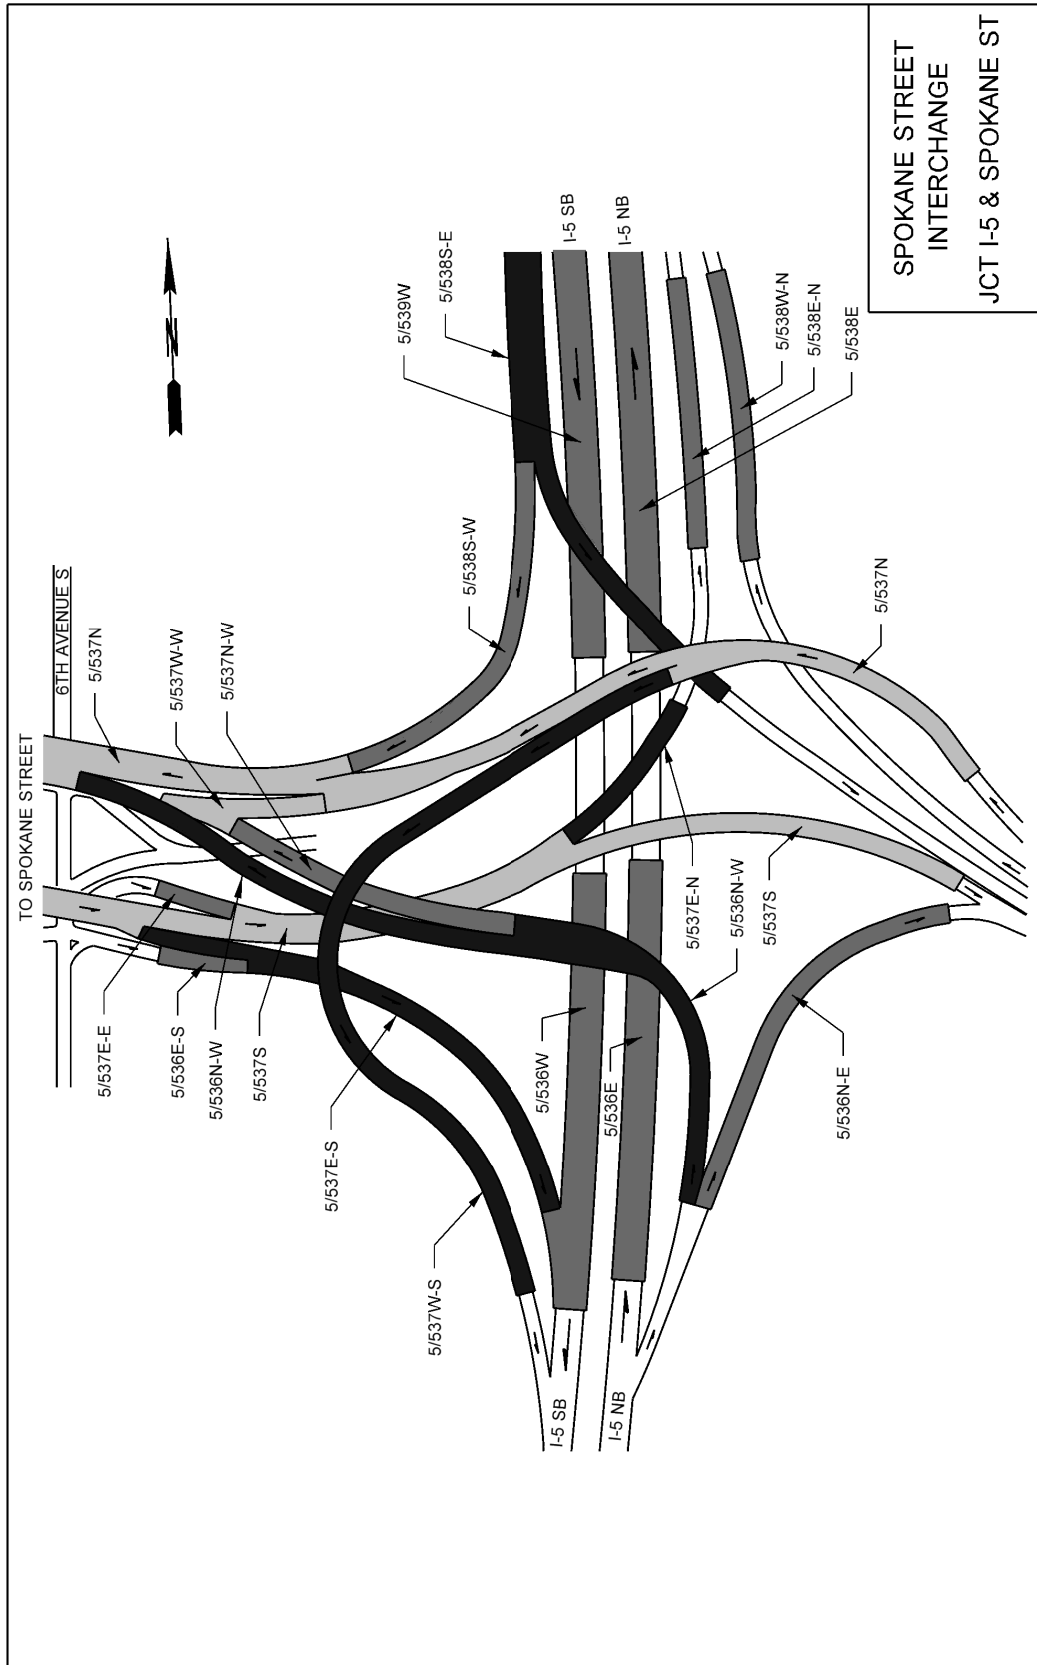 SPOKANE STREET
INTERCHANGE
JCT I-5 & SPOKANE ST
N
TO SPOKANE STREET
6TH AVENUE S
5/537N
5/537W-W
5/537N-W
5/538S-W
5/539W
5/538S-E
I-5 SB
I-5 NB
5/538W-N
5/538E-N
5/538E
5/537N
5/537E-E
5/536E-S
5/536N-W
5/537S
5/537E-S
5/537W-S
5/536W
5/536E
5/537E-N
5/536N-W
5/537S
5/536N-E
I-5 SB
I-5 NB